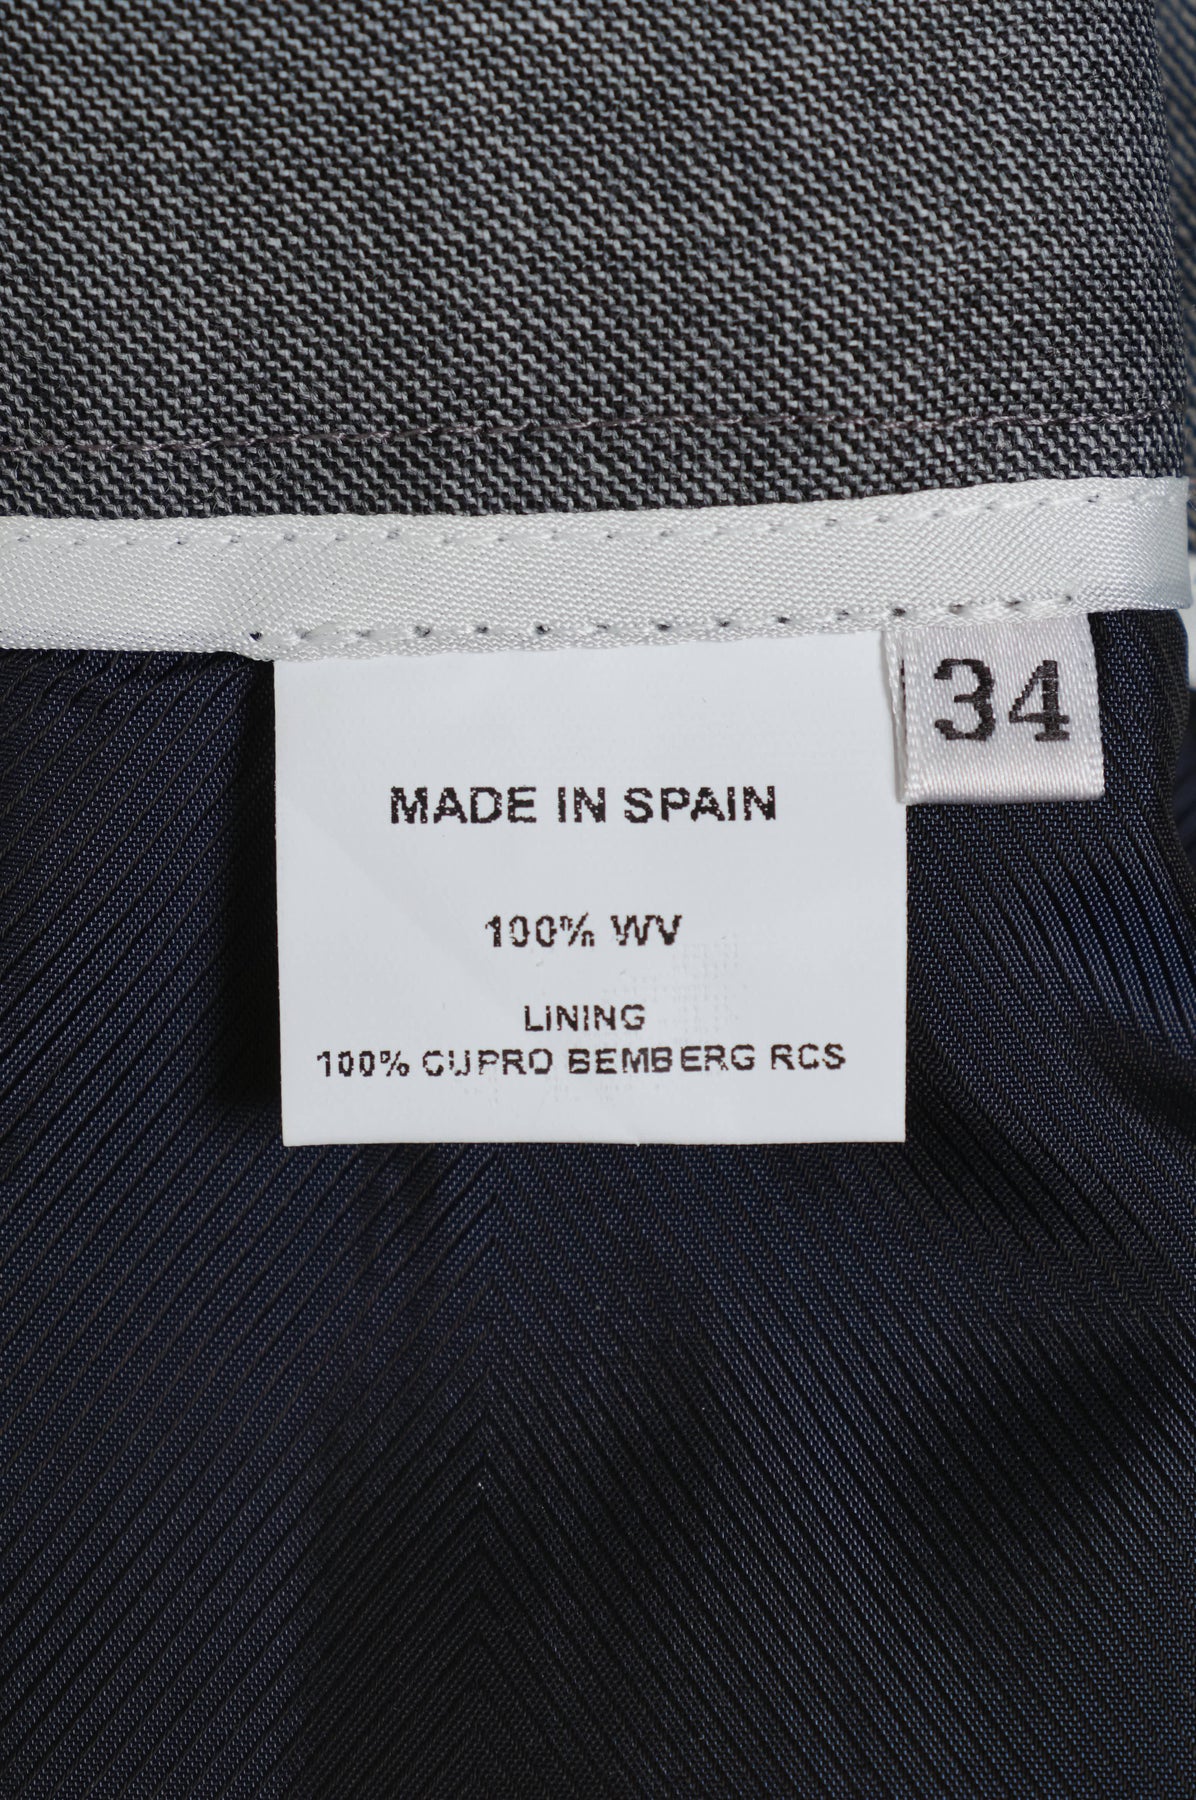 34
MADE IN SPAIN
100% WV
LINING
100% CUPRO BEMBERG RCS